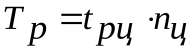 Tр = tрц · nц